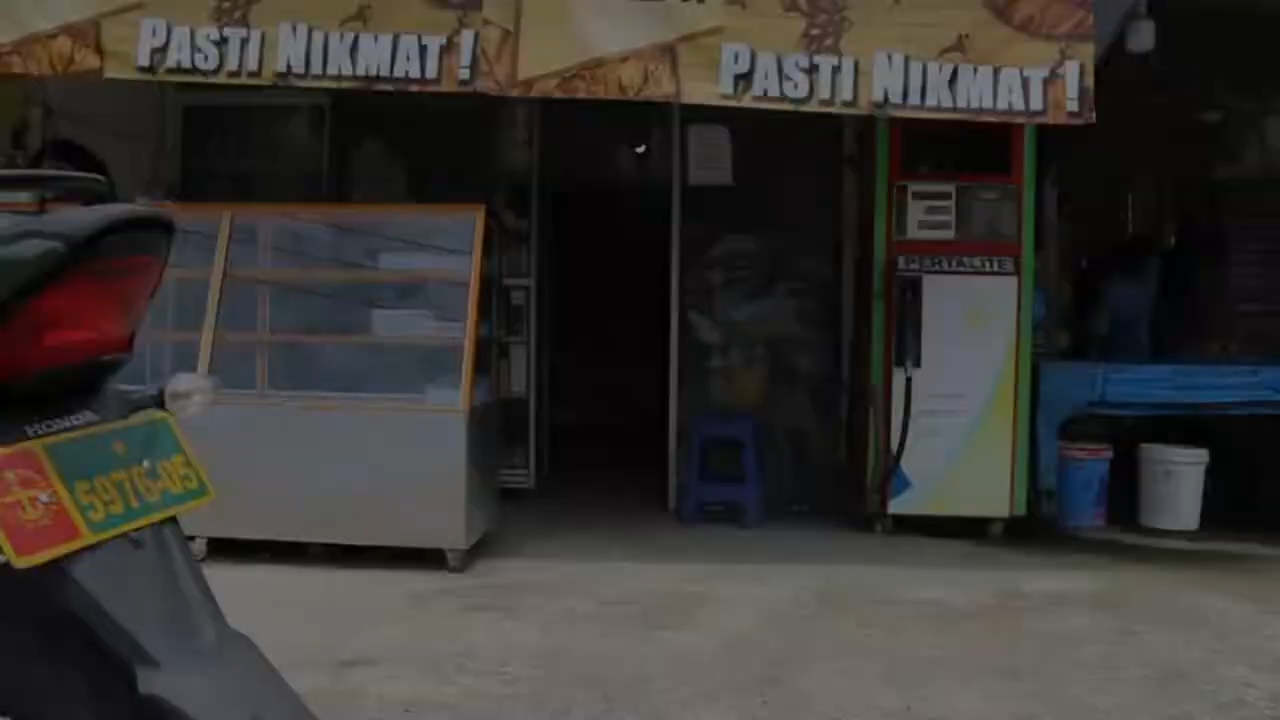 PASTI NIKMAT !
PASTI NIKMAT !
PERTALITE
HONDA
5976-05